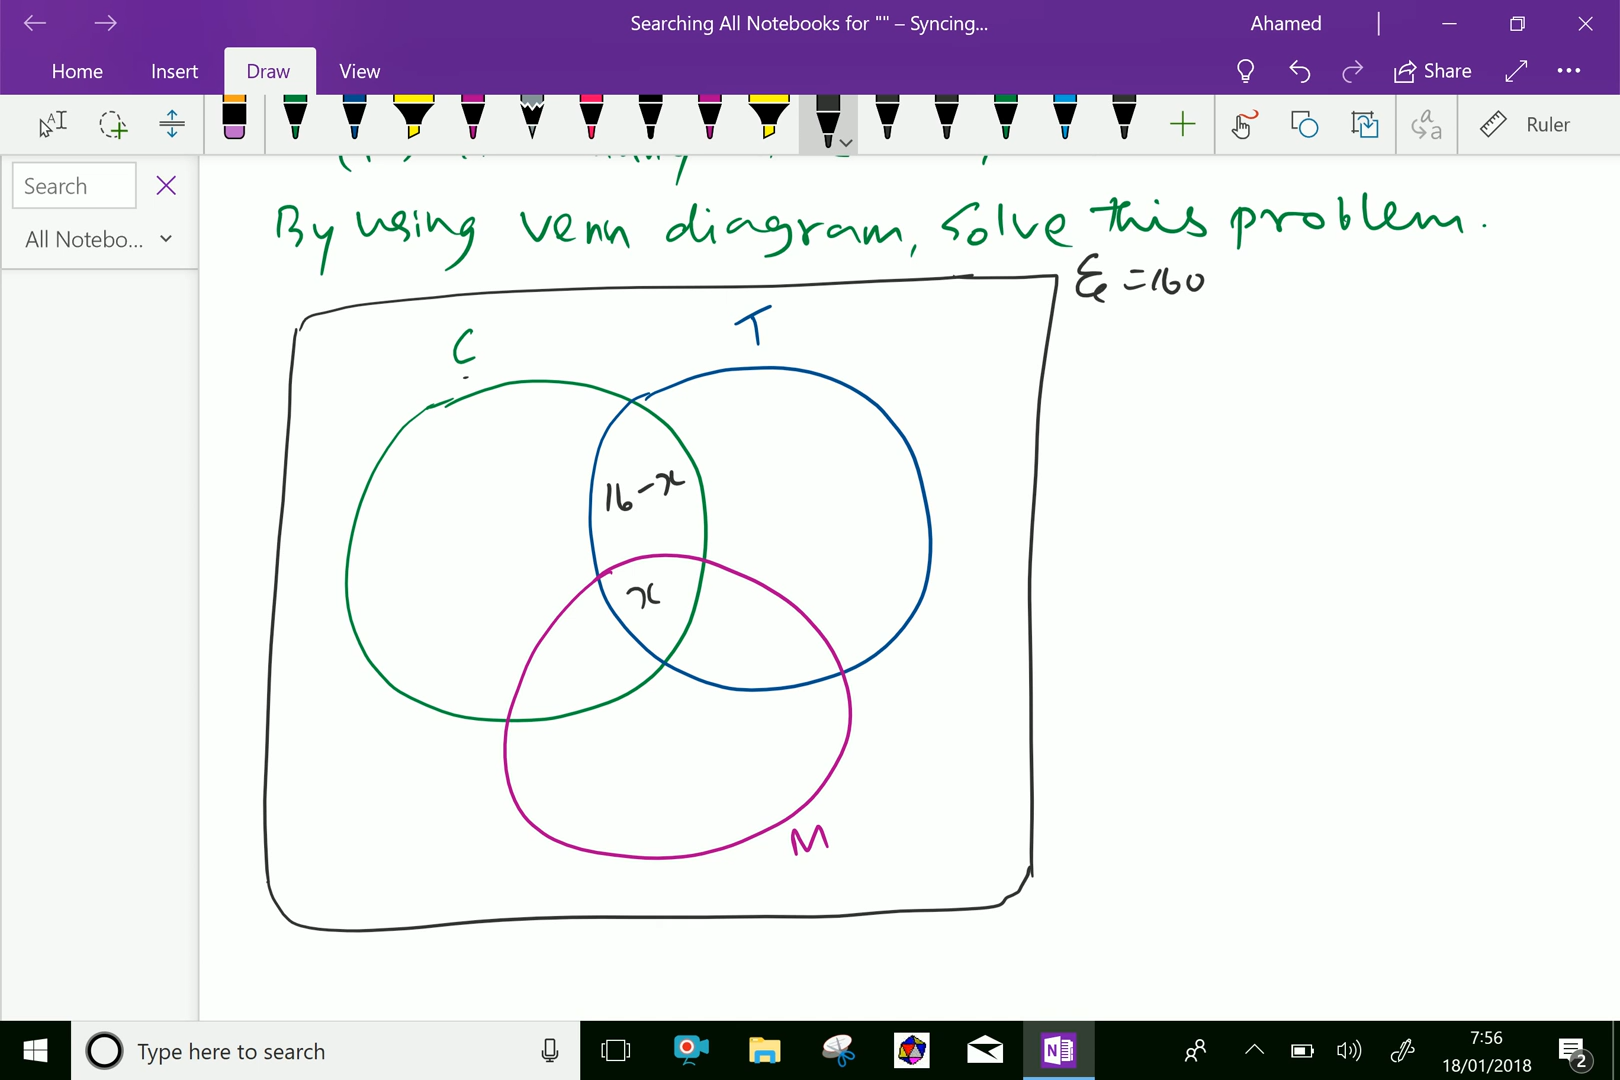 Searching All Notebooks for "" – Syncing...
Ahamed
Home Insert Draw View
Share
Ruler
Search
All Notebo...
By using venn diagram, solve this problem.
ξ = 160
C
T
16-x
x
M
Type here to search
7:56
18/01/2018
2